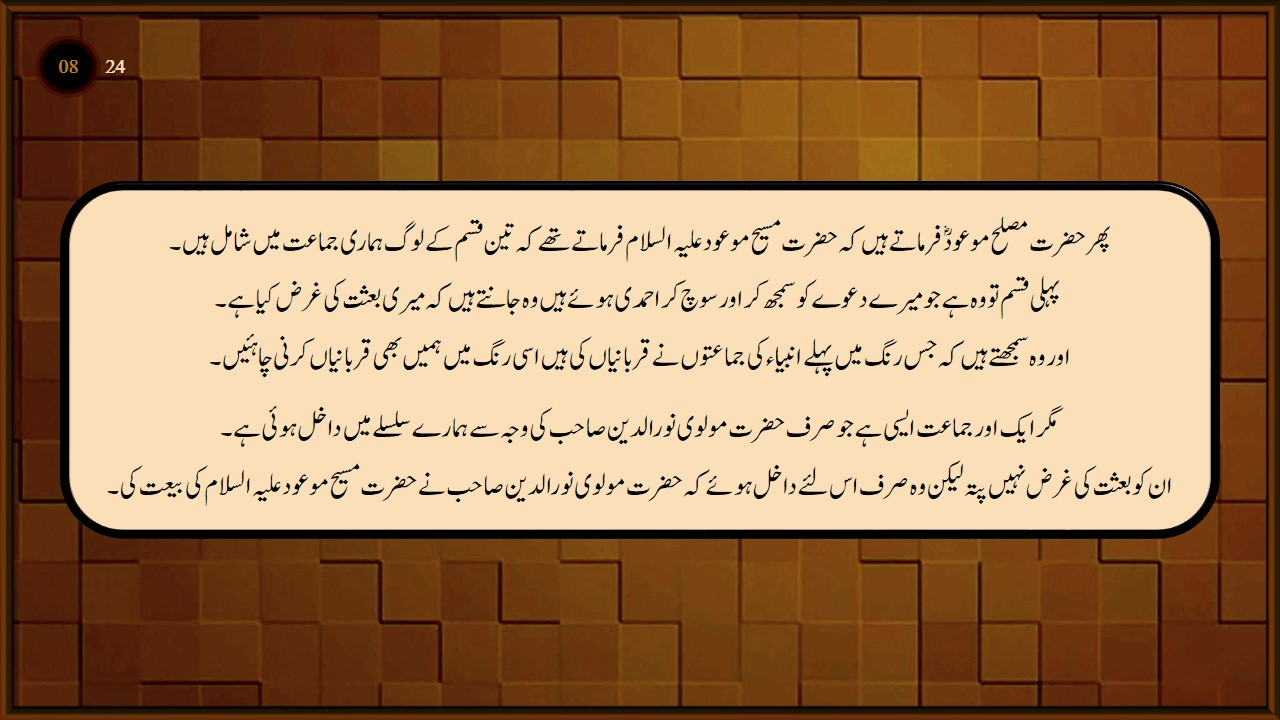 08 24
پھر حضرت مصلح موعودؓ فرماتے ہیں کہ حضرت مسیح موعود علیہ السلام فرماتے تھے کہ تین قسم کے لوگ ہماری جماعت میں شامل ہیں۔
پہلی قسم تو وہ ہے جو میرے دعوے کو سمجھ کر اور سوچ کر احمدی ہوئے ہیں وہ جانتے ہیں کہ میری بعثت کی غرض کیا ہے۔
اور وہ سمجھتے ہیں کہ جس رنگ میں پہلے انبیاء کی جماعتوں نے قربانیاں کی ہیں اسی رنگ میں ہمیں بھی قربانیاں کرنی چاہئیں۔
مگر ایک اور جماعت ایسی ہے جو صرف حضرت مولوی نورالدین صاحب کی وجہ سے ہمارے سلسلے میں داخل ہوئی ہے۔
ان کو بعثت کی غرض نہیں پتہ لیکن وہ صرف اس لئے داخل ہوئے کہ حضرت مولوی نورالدین صاحب نے حضرت مسیح موعود علیہ السلام کی بیعت کی۔